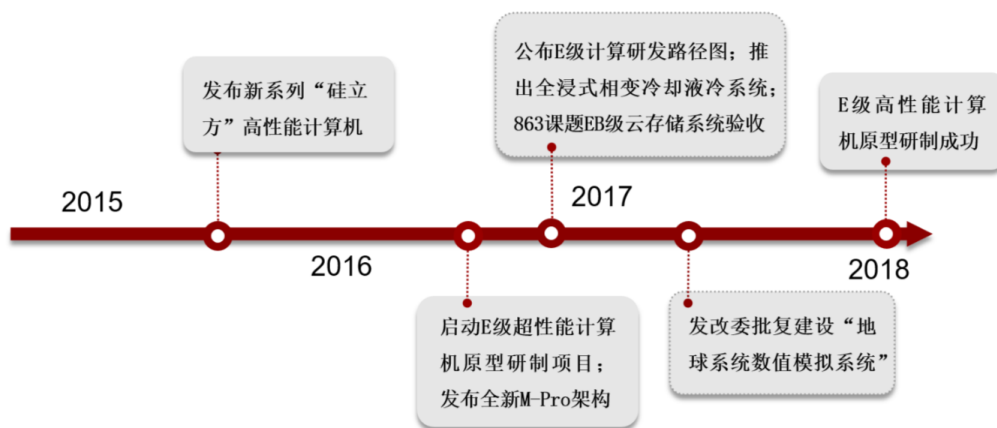 发布新系列“硅立
方”高性能计算机
公布E级计算研发路径图；推
出全浸式相变冷却液冷系统；
863课题EB级云存储系统验收
E级高性能计算
机原型研制成功
2015
2017
2016
2018
启动E级超性能计算
机原型研制项目；
发布全新M-Pro架构
发改委批复建设“地
球系统数值模拟系统”